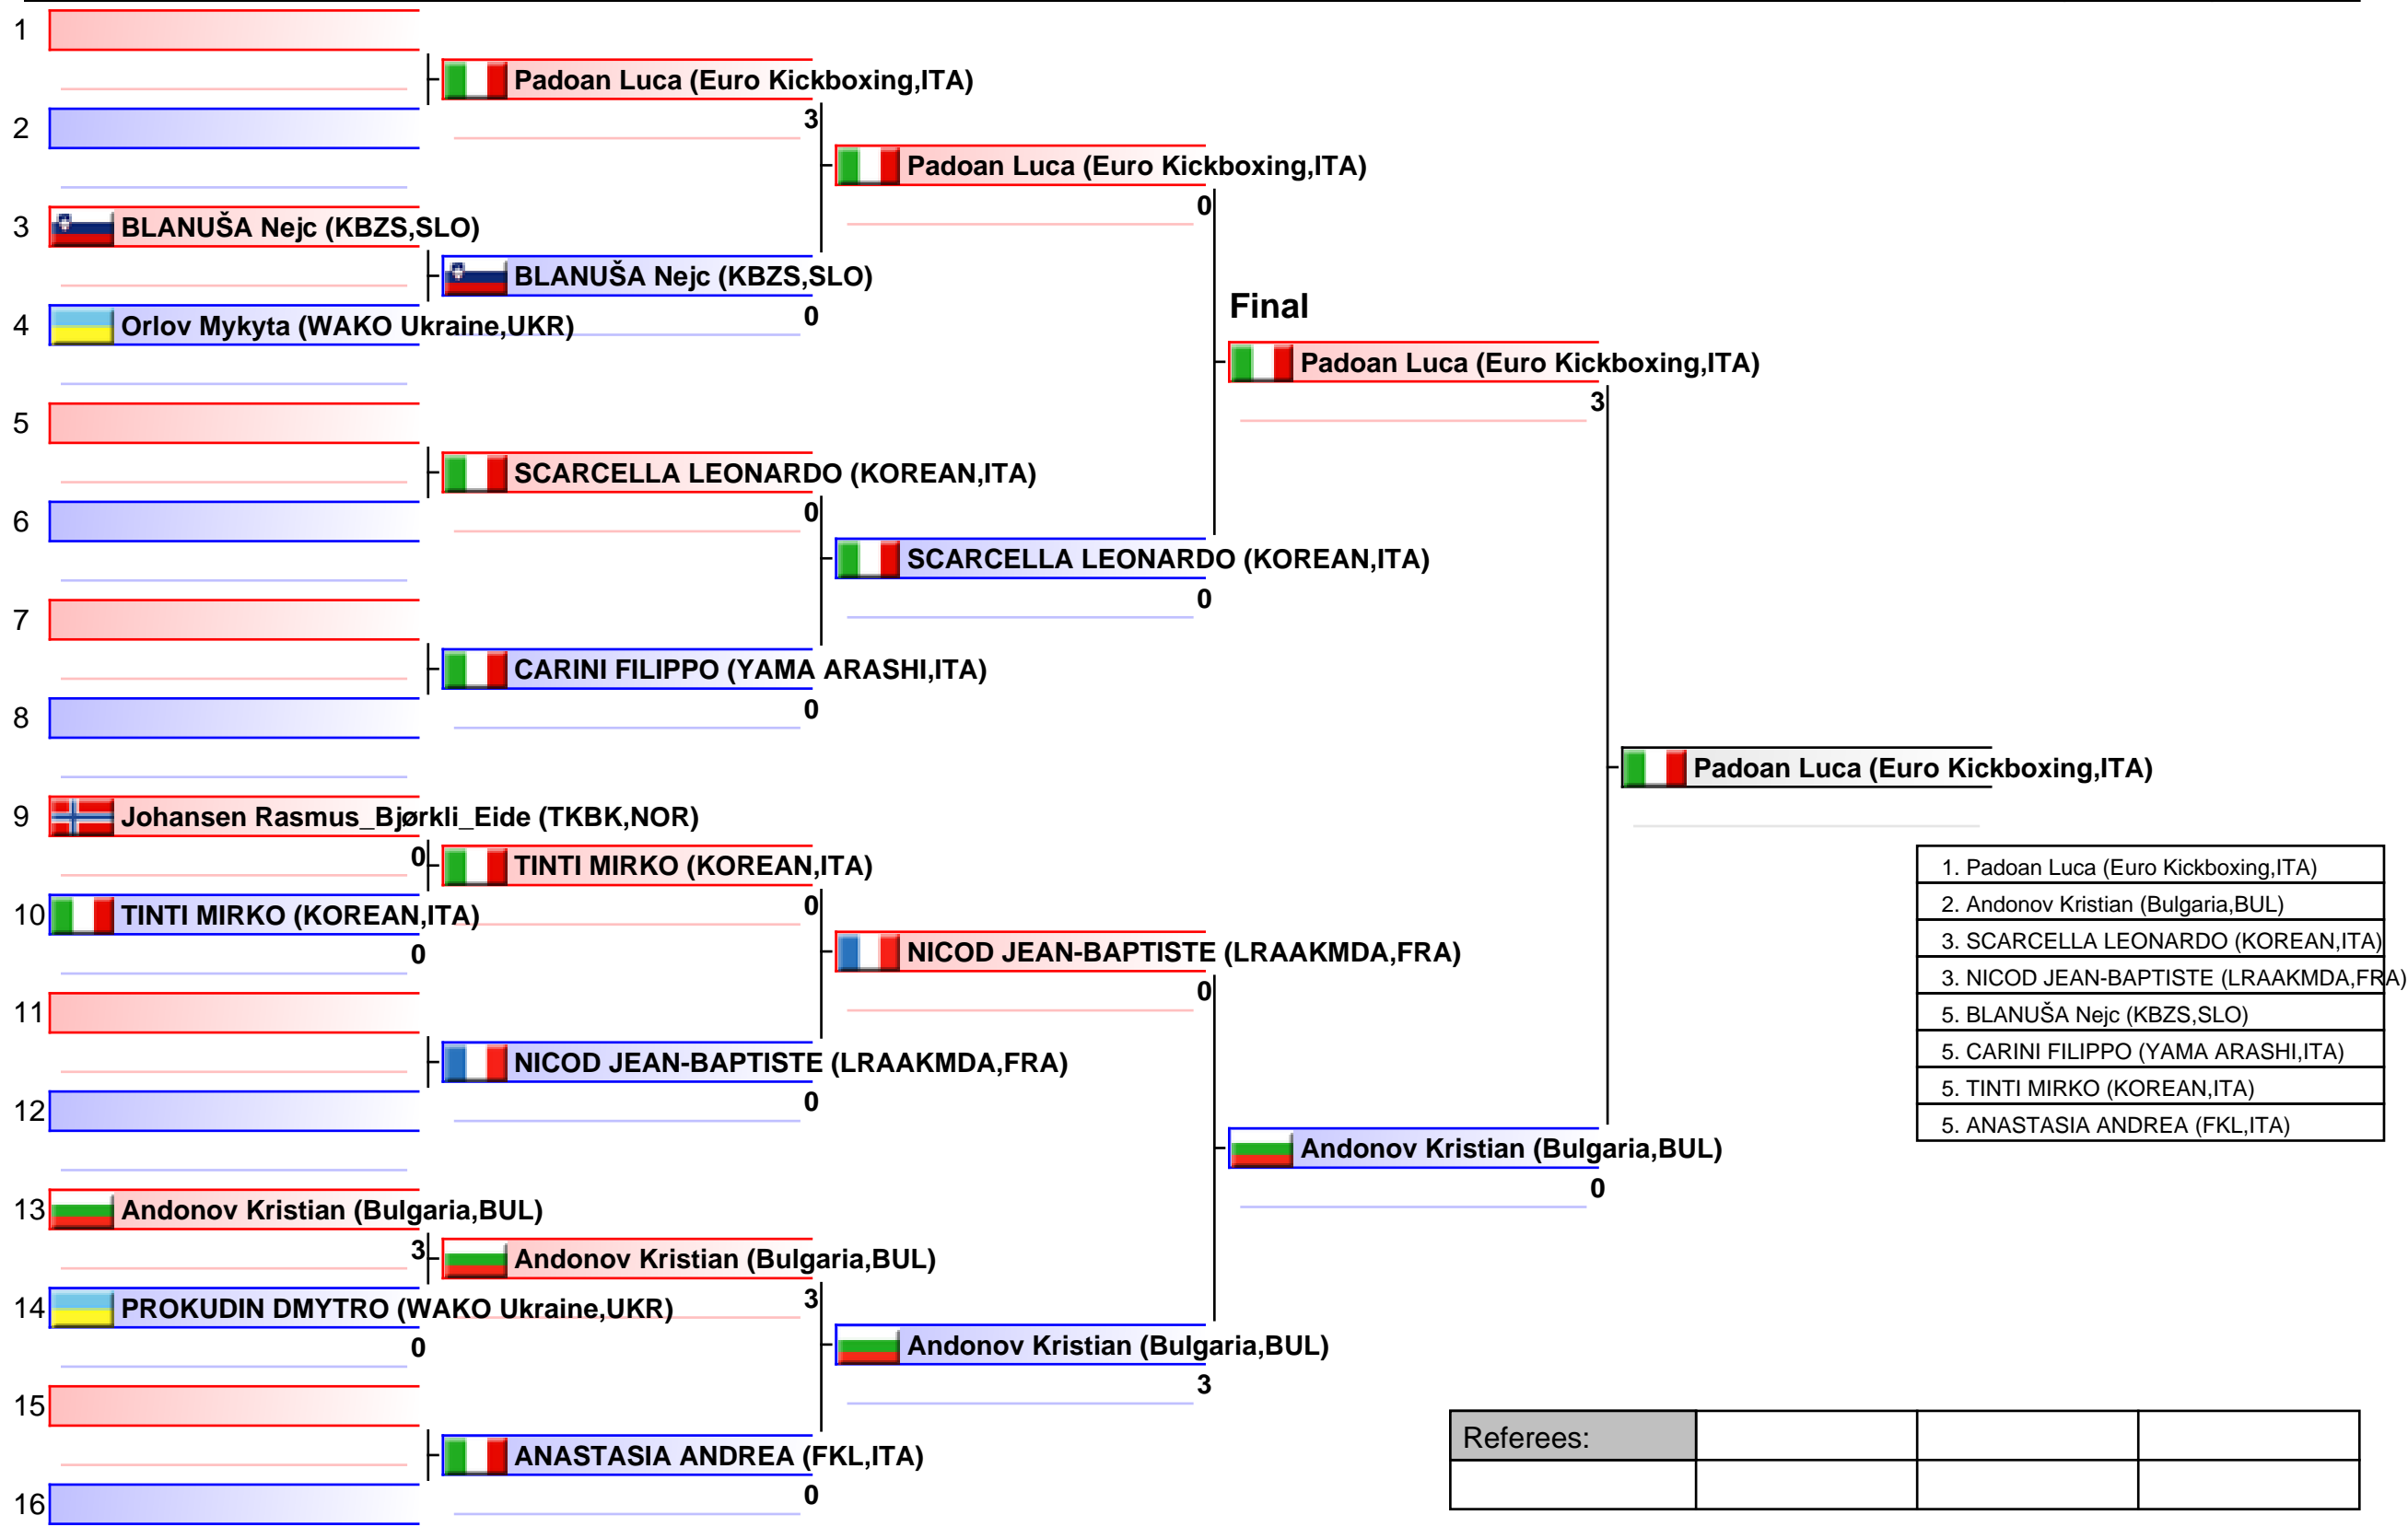 1
Padoan Luca (Euro Kickboxing,ITA)
3
2
Padoan Luca (Euro Kickboxing,ITA)
0
3 BLANUŠA Nejc (KBZS,SLO)
BLANUŠA Nejc (KBZS,SLO)
0
4 Orlov Mykyta (WAKO Ukraine,UKR)
Final
Padoan Luca (Euro Kickboxing,ITA)
3
5
SCARCELLA LEONARDO (KOREAN,ITA)
0
6
SCARCELLA LEONARDO (KOREAN,ITA)
0
7
CARINI FILIPPO (YAMA ARASHI,ITA)
0
8
Padoan Luca (Euro Kickboxing,ITA)
9 Johansen Rasmus_Bjørkli_Eide (TKBK,NOR)
0
TINTI MIRKO (KOREAN,ITA)
0
10 TINTI MIRKO (KOREAN,ITA)
0
NICOD JEAN-BAPTISTE (LRAAKMDA,FRA)
0
11
NICOD JEAN-BAPTISTE (LRAAKMDA,FRA)
0
12
Andonov Kristian (Bulgaria,BUL)
0
13 Andonov Kristian (Bulgaria,BUL)
3
Andonov Kristian (Bulgaria,BUL)
3
14 PROKUDIN DMYTRO (WAKO Ukraine,UKR)
0
Andonov Kristian (Bulgaria,BUL)
3
15
ANASTASIA ANDREA (FKL,ITA)
0
16
1. Padoan Luca (Euro Kickboxing,ITA)
2. Andonov Kristian (Bulgaria,BUL)
3. SCARCELLA LEONARDO (KOREAN,ITA)
3. NICOD JEAN-BAPTISTE (LRAAKMDA,FRA)
5. BLANUŠA Nejc (KBZS,SLO)
5. CARINI FILIPPO (YAMA ARASHI,ITA)
5. TINTI MIRKO (KOREAN,ITA)
5. ANASTASIA ANDREA (FKL,ITA)
Referees: